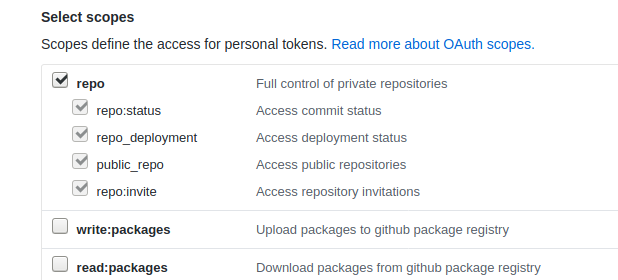 Select scopes
Scopes define the access for personal tokens. Read more about OAuth scopes.
repo Full control of private repositories
repo:status Access commit status
repo_deployment Access deployment status
public_repo Access public repositories
repo:invite Access repository invitations
write:packages Upload packages to github package registry
read:packages Download packages from github package registry